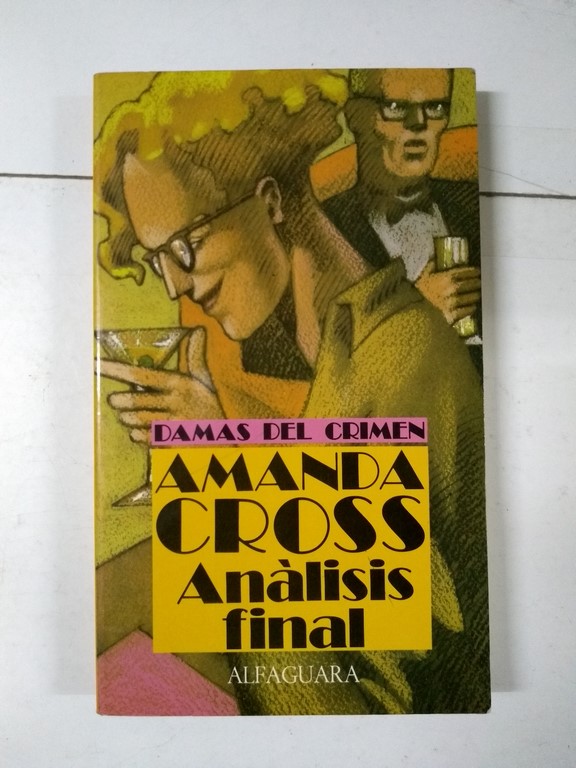 DAMAS DEL CRIMEN
AMANDA
CROSS
Anàlisis
final
ALFAGUARA